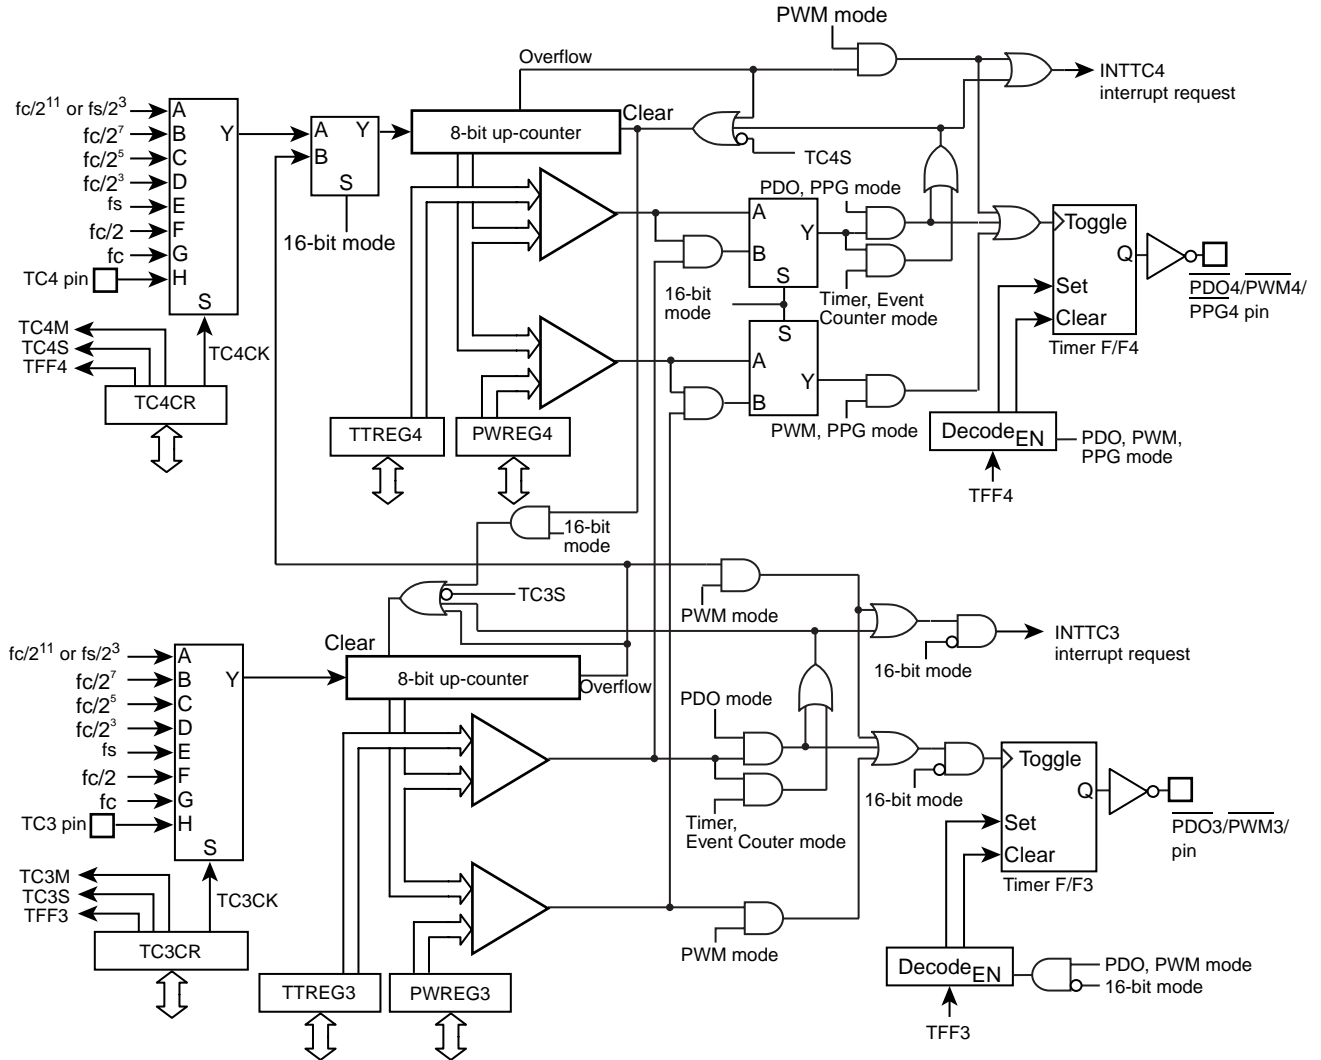 PWM mode
Overflow
INTTC4
interrupt request
fc/2¹¹ or fs/2³
fc/2⁷
fc/2⁵
fc/2³
fs
fc/2
fc
TC4 pin
A
B
C
D
E
F
G
H
Y
S
A
B
Y
S
16-bit mode
8-bit up-counter
Clear
TC4S
PDO, PPG mode
A
B
Y
S
16-bit
mode
Timer, Event
Counter mode
S
A
Y
B
PWM, PPG mode
Toggle
Q
Set
Clear
Timer F/F4
PDO4/PWM4/
PPG4 pin
TC4M
TC4S
TFF4
TC4CK
TC4CR
TTREG4
PWREG4
Decode EN
PDO, PWM,
PPG mode
TFF4
16-bit
mode
TC3S
PWM mode
INTTC3
interrupt request
16-bit mode
Clear
8-bit up-counter
Overflow
fc/2¹¹ or fs/2³
fc/2⁷
fc/2⁵
fc/2³
fs
fc/2
fc
TC3 pin
A
B
C
D
E
F
G
H
Y
S
PDO mode
Timer,
Event Couter mode
16-bit mode
Toggle
Q
Set
Clear
Timer F/F3
PDO3/PWM3/
pin
TC3M
TC3S
TFF3
TC3CK
TC3CR
TTREG3
PWREG3
PWM mode
Decode EN
PDO, PWM mode
16-bit mode
TFF3